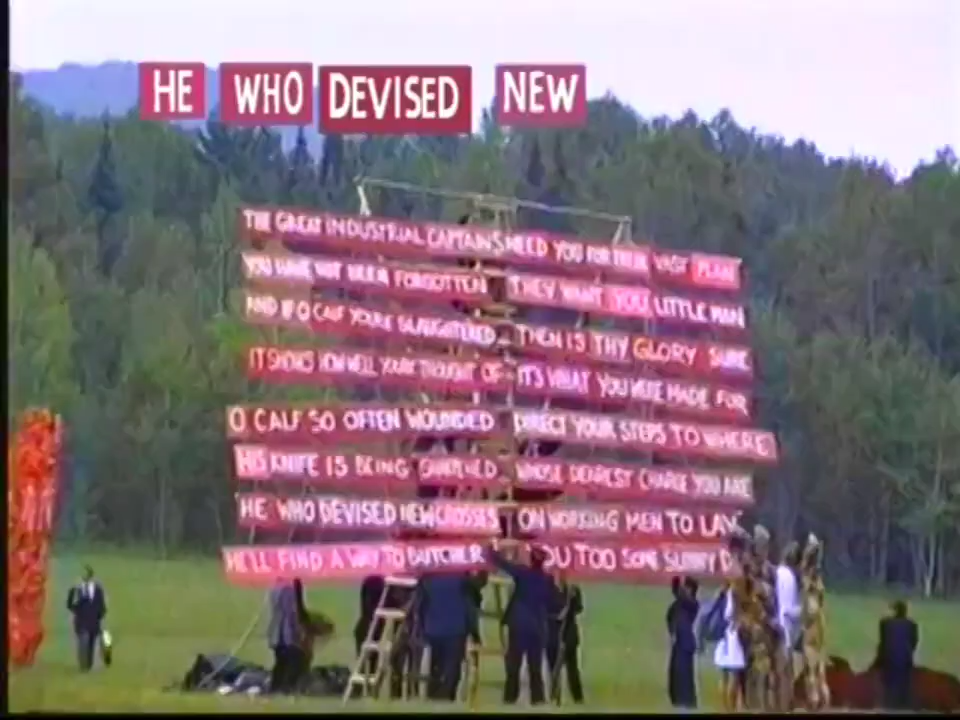 HE WHO DEVISED NEW
THE GREAT INDUSTRIAL CAPTAINS NEED YOU FOR THEIR VAST PLAN
YOU HAVE NOT BEEN FORGOTTEN THEY WANT YOU LITTLE MAN
AND IF O CALF YOU'RE SLAUGHTERED THEN IS THY GLORY SURE
IT SHOWS HOW WELL YOU'RE THOUGHT OF IT'S WHAT YOU WERE MADE FOR
O CALF SO OFTEN WOUNDED DIRECT YOUR STEPS TO WHERE
HIS KNIFE IS BEING SHARPENED WHOSE DEAREST CHARGE YOU ARE
HE WHO DEVISED NEW CROSSES ON WORKING MEN TO LAY
HE'LL FIND A WAY TO BUTCHER YOU TOO SOME SUNNY D